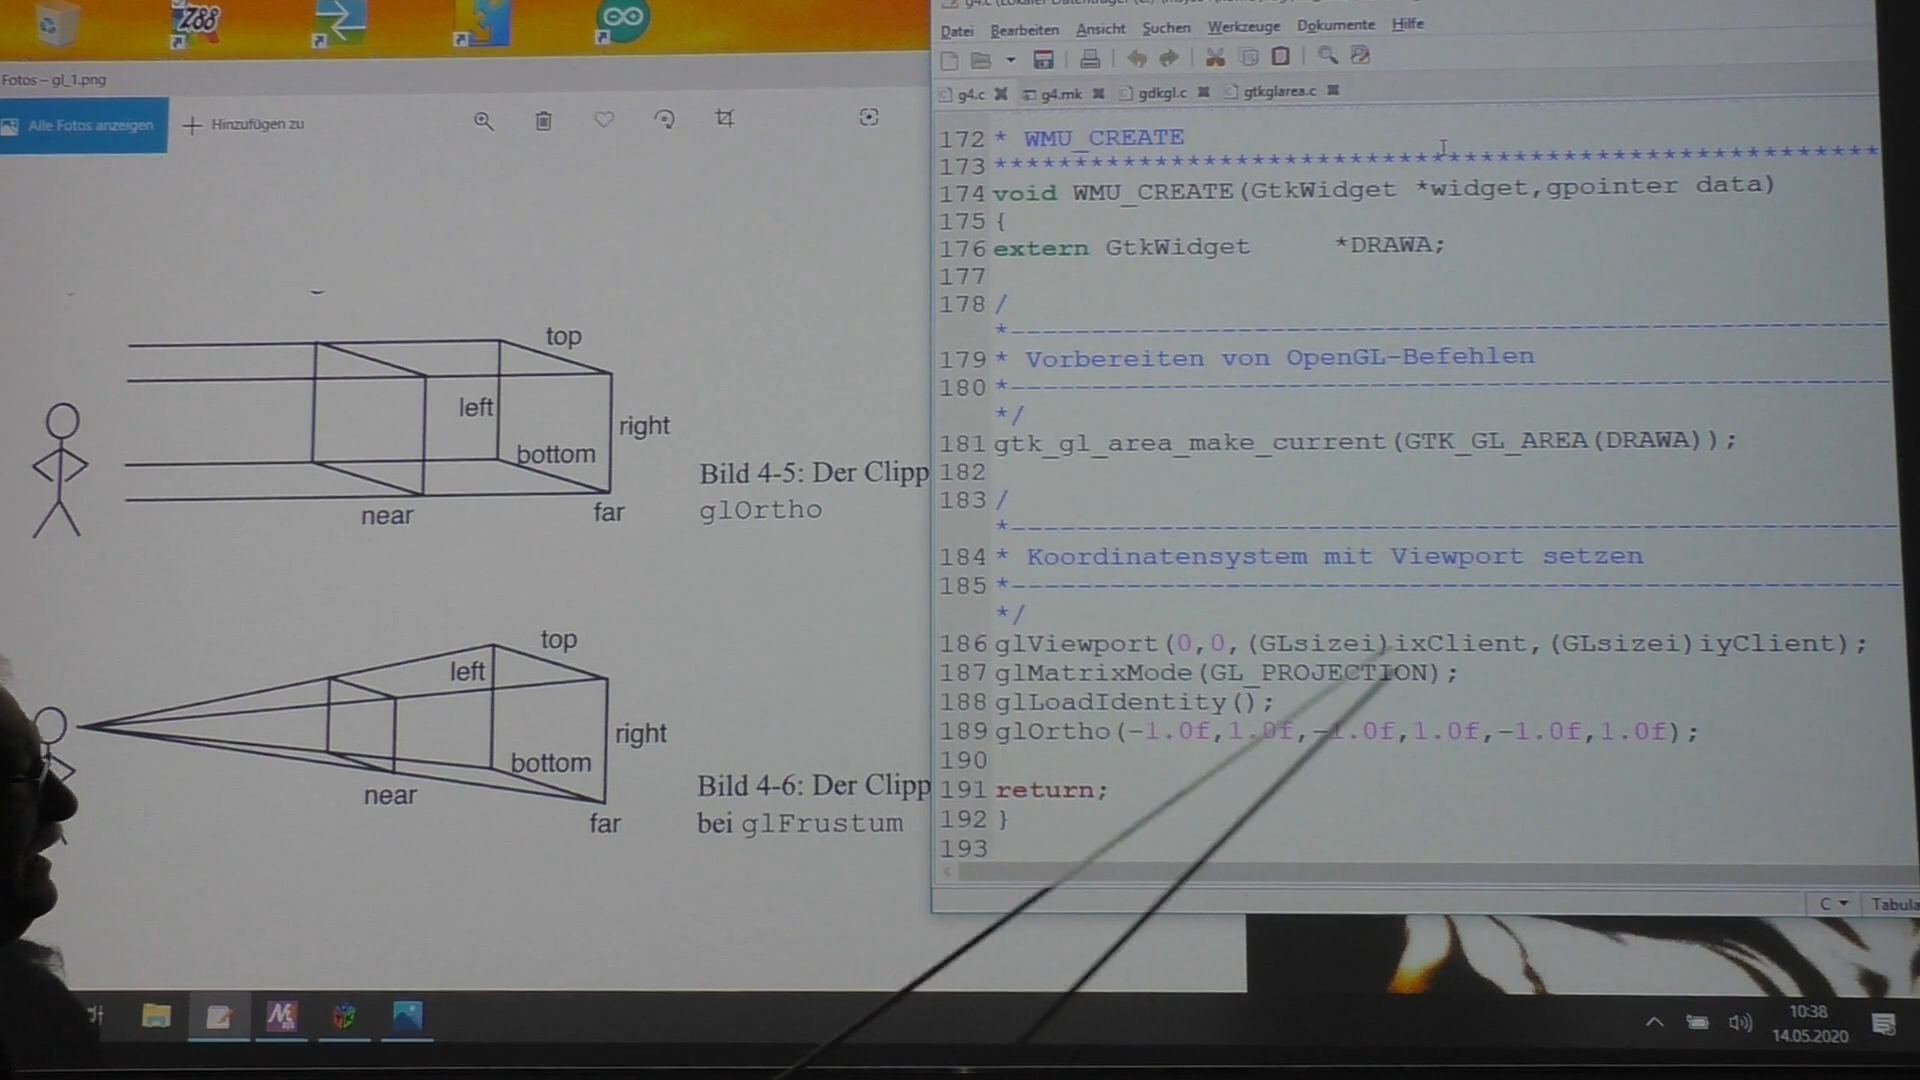 Z88
Fotos – gl_1.png
Alle Fotos anzeigen
Hinzufügen zu
top
left
right
bottom
near
far
Bild 4-5: Der Clipp
glOrtho
top
left
right
bottom
near
far
Bild 4-6: Der Clipp
bei glFrustum
Datei Bearbeiten Ansicht Suchen Werkzeuge Dokumente Hilfe
g4.c g4.mk gdkgl.c gtkglarea.c
172 * WMU_CREATE
173 *******************************************************
174 void WMU_CREATE(GtkWidget *widget,gpointer data)
175 {
176 extern GtkWidget *DRAWA;
177
178 /
*-------------------------------------------------------
179 * Vorbereiten von OpenGL-Befehlen
180 *-------------------------------------------------------
*/
181 gtk_gl_area_make_current(GTK_GL_AREA(DRAWA));
182
183 /
*-------------------------------------------------------
184 * Koordinatensystem mit Viewport setzen
185 *-------------------------------------------------------
*/
186 glViewport(0,0,(GLsizei)ixClient,(GLsizei)iyClient);
187 glMatrixMode(GL_PROJECTION);
188 glLoadIdentity();
189 glOrtho(-1.0f,1.0f,-1.0f,1.0f,-1.0f,1.0f);
190
191 return;
192 }
193
C Tabula
10:38
14.05.2020